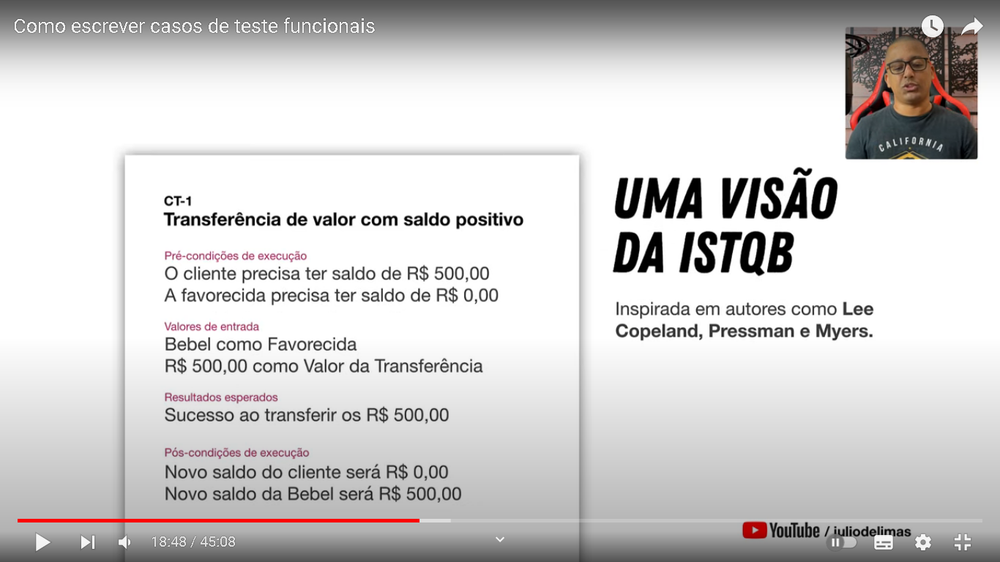 Como escrever casos de teste funcionais
CALIFORNIA
CT-1
Transferência de valor com saldo positivo
Pré-condições de execução
O cliente precisa ter saldo de R$ 500,00
A favorecida precisa ter saldo de R$ 0,00
Valores de entrada
Bebel como Favorecida
R$ 500,00 como Valor da Transferência
Resultados esperados
Sucesso ao transferir os R$ 500,00
Pós-condições de execução
Novo saldo do cliente será R$ 0,00
Novo saldo da Bebel será R$ 500,00
UMA VISÃO
DA ISTQB
Inspirada em autores como Lee
Copeland, Pressman e Myers.
YouTube / juliodelimas
18:48 / 45:08